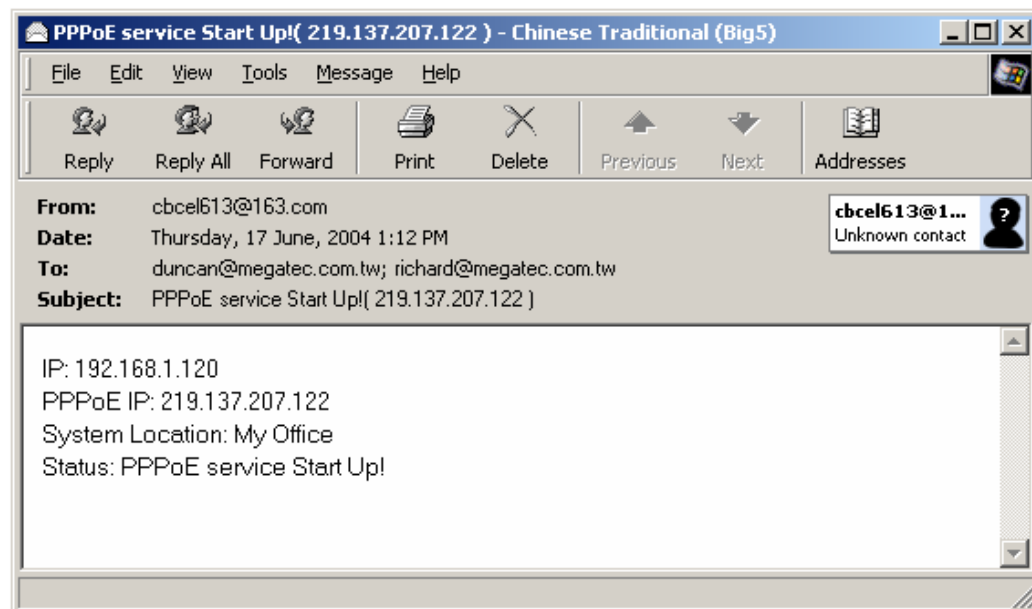 PPPoE service Start Up!( 219.137.207.122 ) - Chinese Traditional (Big5)
File Edit View Tools Message Help
Reply Reply All Forward Print Delete Previous Next Addresses
From: cbcel613@163.com
cbcel613@1...
Unknown contact
Date: Thursday, 17 June, 2004 1:12 PM
To: duncan@megatec.com.tw; richard@megatec.com.tw
Subject: PPPoE service Start Up!( 219.137.207.122 )
IP: 192.168.1.120
PPPoE IP: 219.137.207.122
System Location: My Office
Status: PPPoE service Start Up!